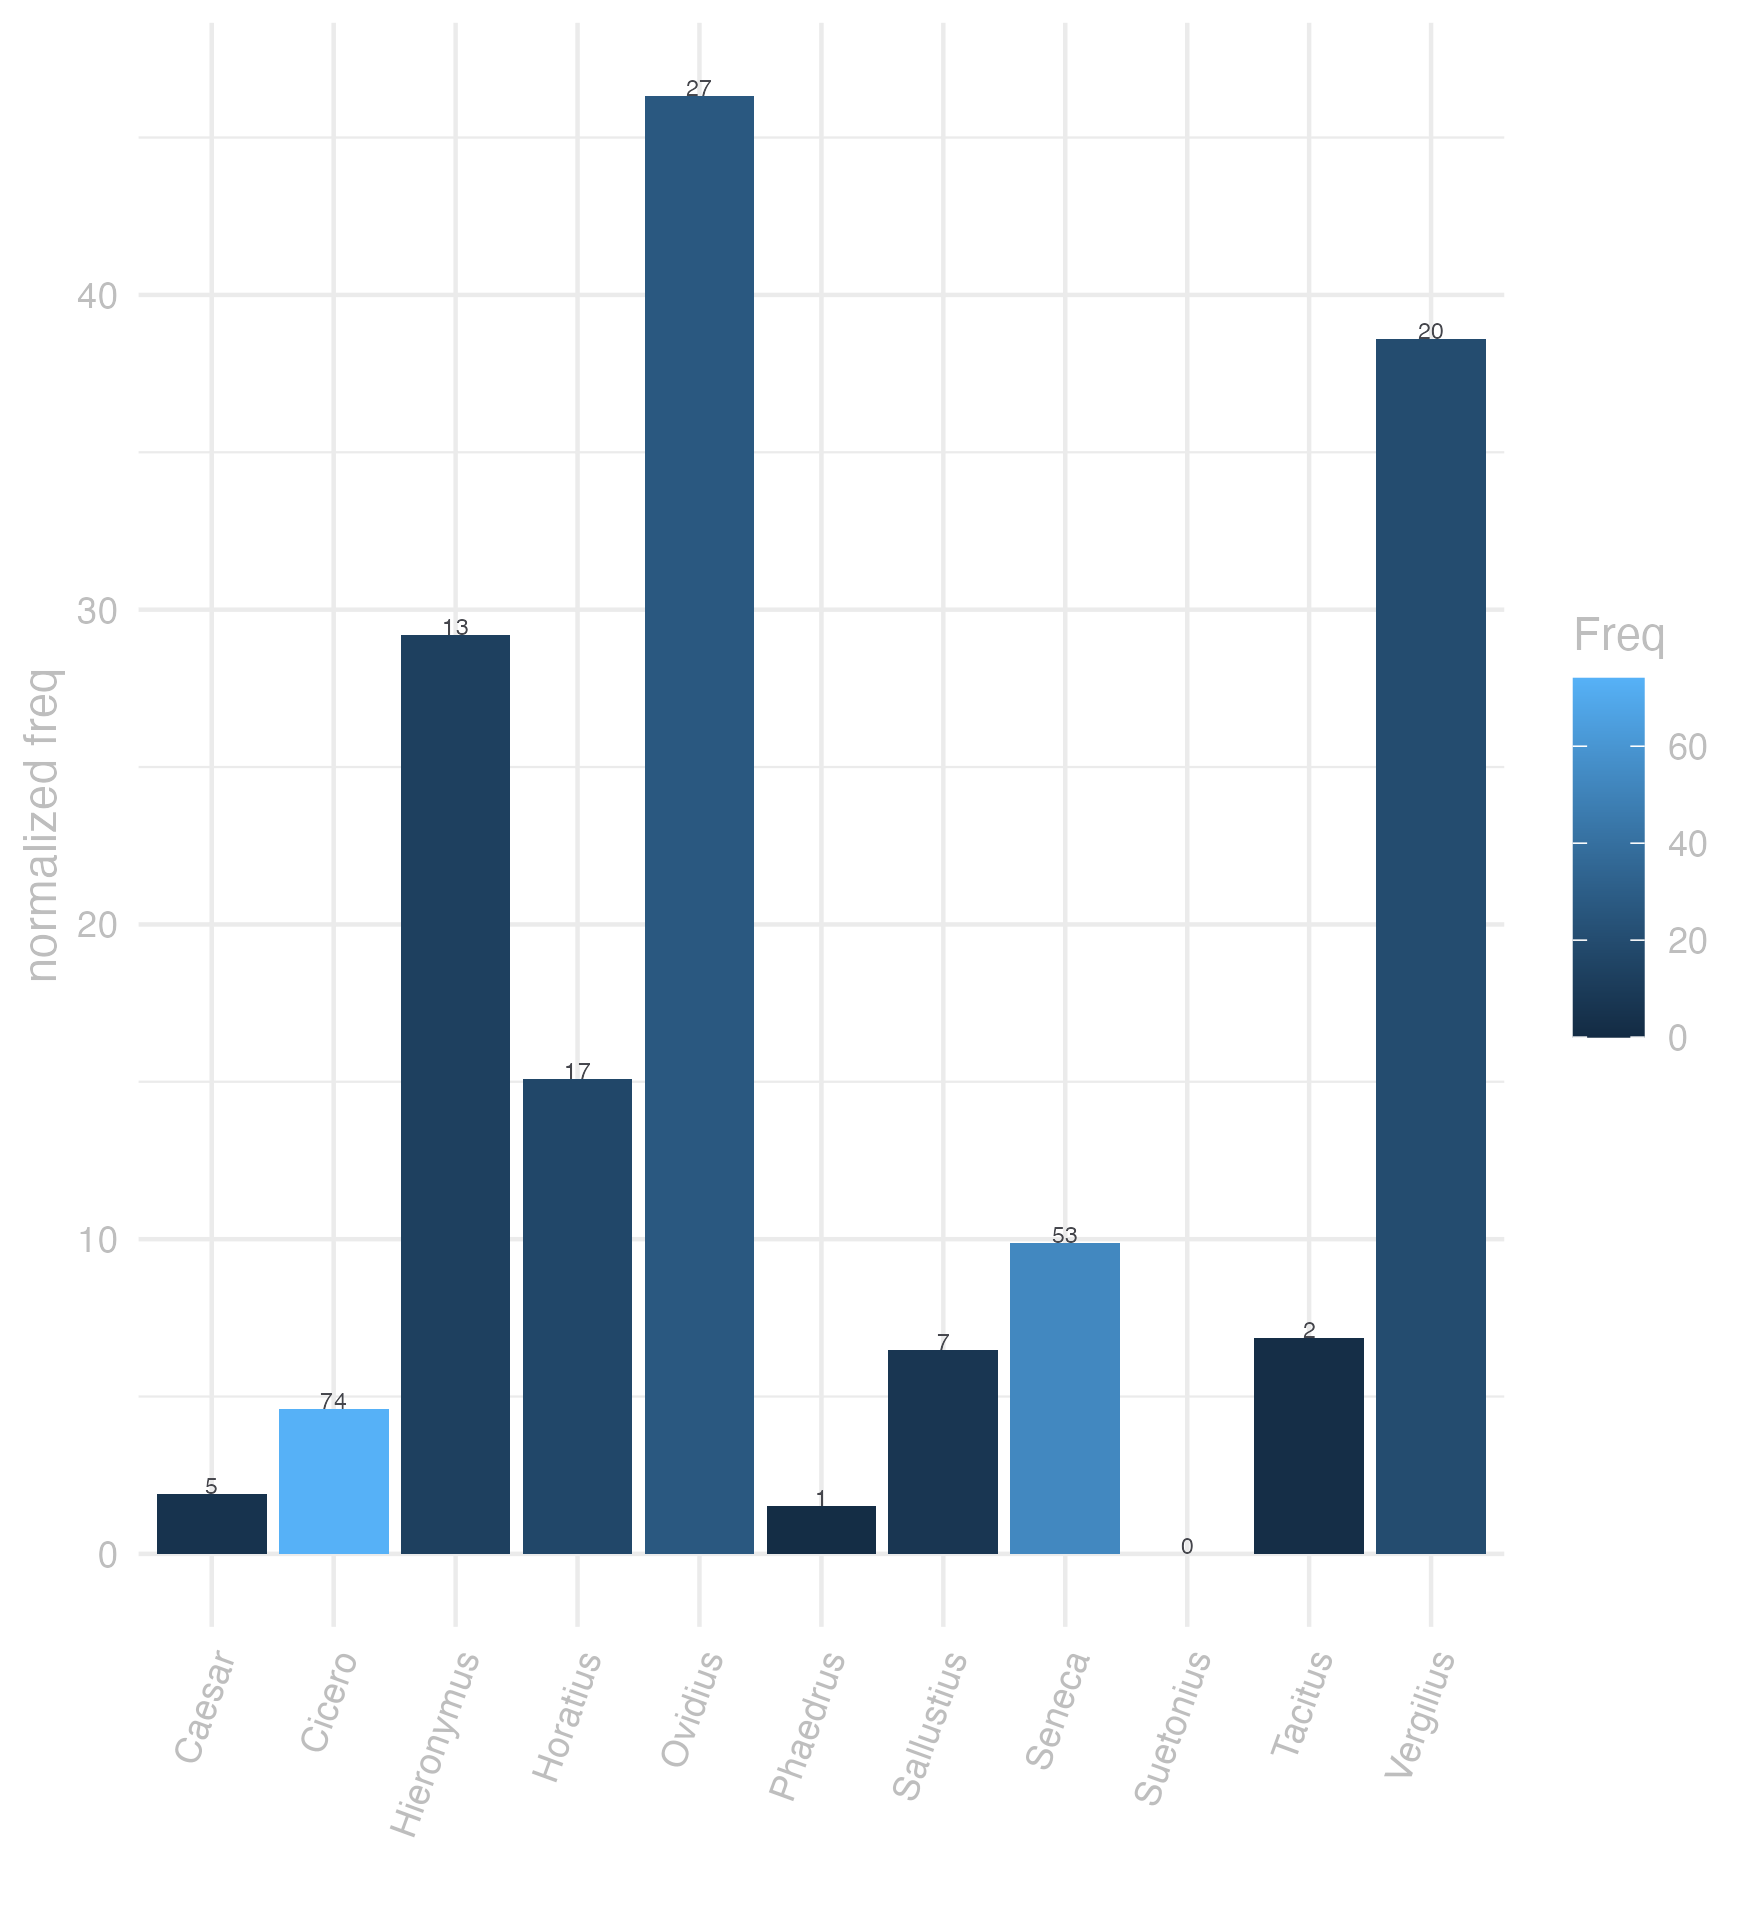 27
40
20
30
13
Freq
60
40
20
0
normalized freq
20
17
10
53
2
7
74
5
1
0
0
Caesar
Cicero
Hieronymus
Horatius
Ovidius
Phaedrus
Sallustius
Seneca
Suetonius
Tacitus
Vergilius